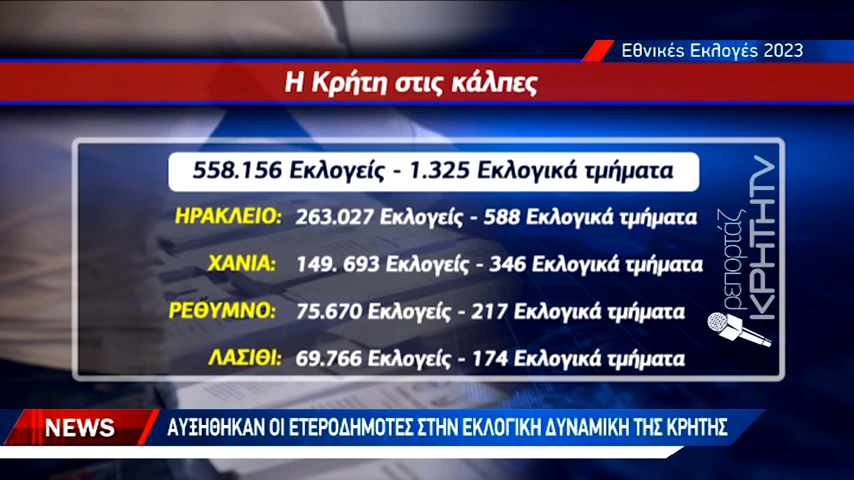 Εθνικές Εκλογές 2023
Η Κρήτη στις κάλπες
558.156 Εκλογείς - 1.325 Εκλογικά τμήματα
ΗΡΑΚΛΕΙΟ: 263.027 Εκλογείς - 588 Εκλογικά τμήματα
ΧΑΝΙΑ: 149. 693 Εκλογείς - 346 Εκλογικά τμήματα
ΡΕΘΥΜΝΟ: 75.670 Εκλογείς - 217 Εκλογικά τμήματα
ΛΑΣΙΘΙ: 69.766 Εκλογείς - 174 Εκλογικά τμήματα
ρεπορτάζ
ΚΡΗΤΗTV
NEWS ΑΥΞΗΘΗΚΑΝ ΟΙ ΕΤΕΡΟΔΗΜΟΤΕΣ ΣΤΗΝ ΕΚΛΟΓΙΚΗ ΔΥΝΑΜΙΚΗ ΤΗΣ ΚΡΗΤΗΣ